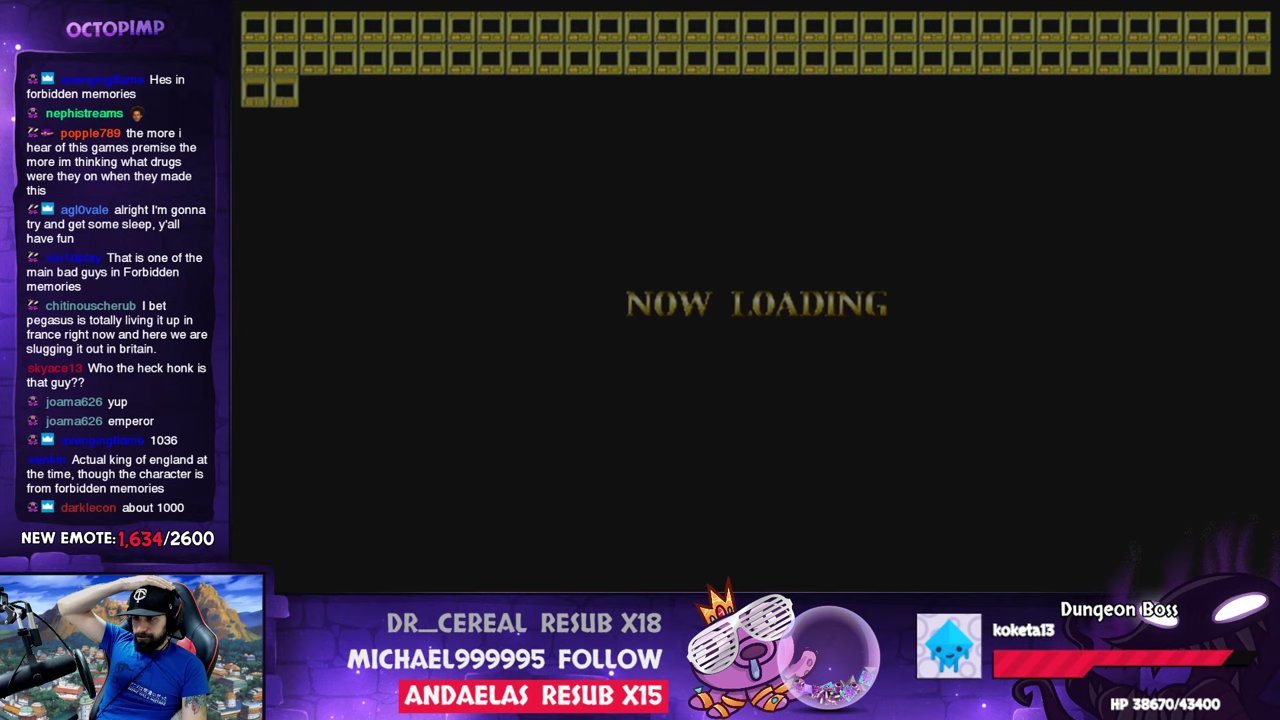 OCTOPIMP
avengingflame Hes in
forbidden memories
nephistreams
popple789 the more i
hear of this games premise the
more im thinking what drugs
were they on when they made
this
agl0vale alright I'm gonna
try and get some sleep, y'all
have fun
That is one of the
main bad guys in Forbidden
memories
chitinouscherub I bet
pegasus is totally living it up in
france right now and here we are
slugging it out in britain.
skyace13 Who the heck honk is
that guy??
joama626 yup
joama626 emperor
avengingflame 1036
Actual king of england at
the time, though the character is
from forbidden memories
darklecon about 1000
NEW EMOTE: 1,634/2600
NOW LOADING
DR_CEREAL RESUB X18
MICHAEL999995 FOLLOW
ANDAELAS RESUB X15
Dungeon Boss
koketa13
HP 38670/43400